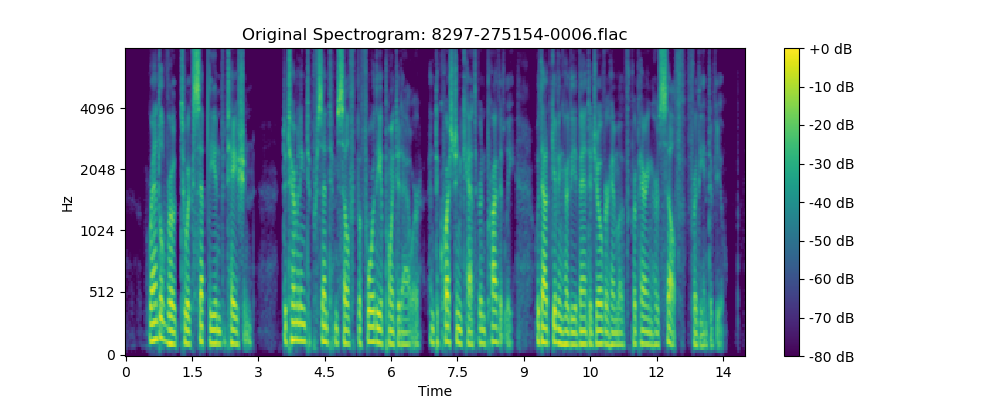 Original Spectrogram: 8297-275154-0006.flac
Hz
4096
2048
1024
512
0
0 1.5 3 4.5 6 7.5 9 10 12 14
Time
+0 dB
-10 dB
-20 dB
-30 dB
-40 dB
-50 dB
-60 dB
-70 dB
-80 dB